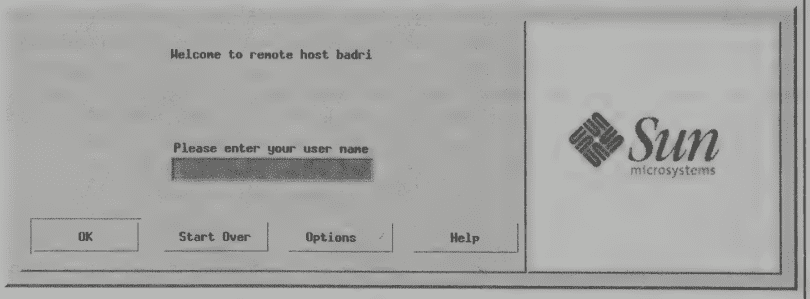 Welcome to remote host badri
Please enter your user name
OK
Start Over
Options
Help
Sun
microsystems